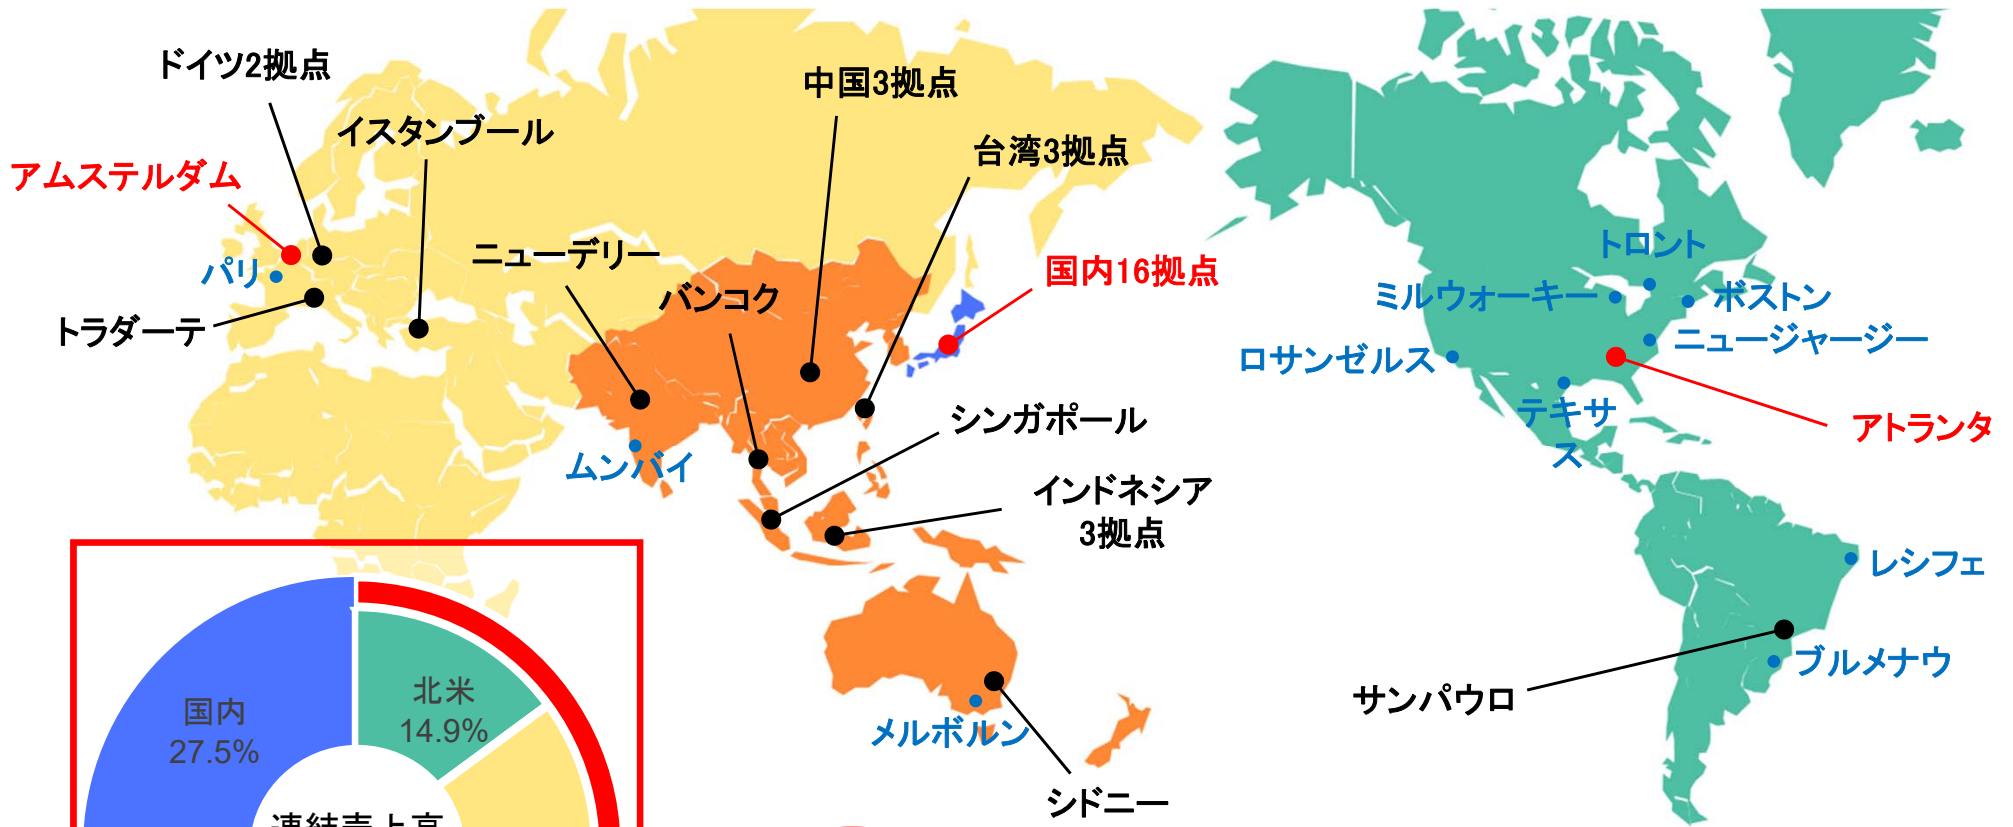 ドイツ2拠点
中国3拠点
イスタンブール
台湾3拠点
アムステルダム
ニューデリー
トロント
パリ
国内16拠点
バンコク
ミルウォーキー
ボストン
トラダーテ
ニュージャージー
ロサンゼルス
テキサ
ス
シンガポール
アトランタ
ムンバイ
インドネシア
3拠点
レシフェ
ブルメナウ
サンパウロ
メルボルン
シドニー
国内
27.5%
北米
14.9%
連結売上高